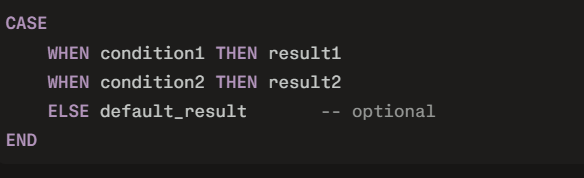 CASE
    WHEN condition1 THEN result1
    WHEN condition2 THEN result2
    ELSE default_result       -- optional
END